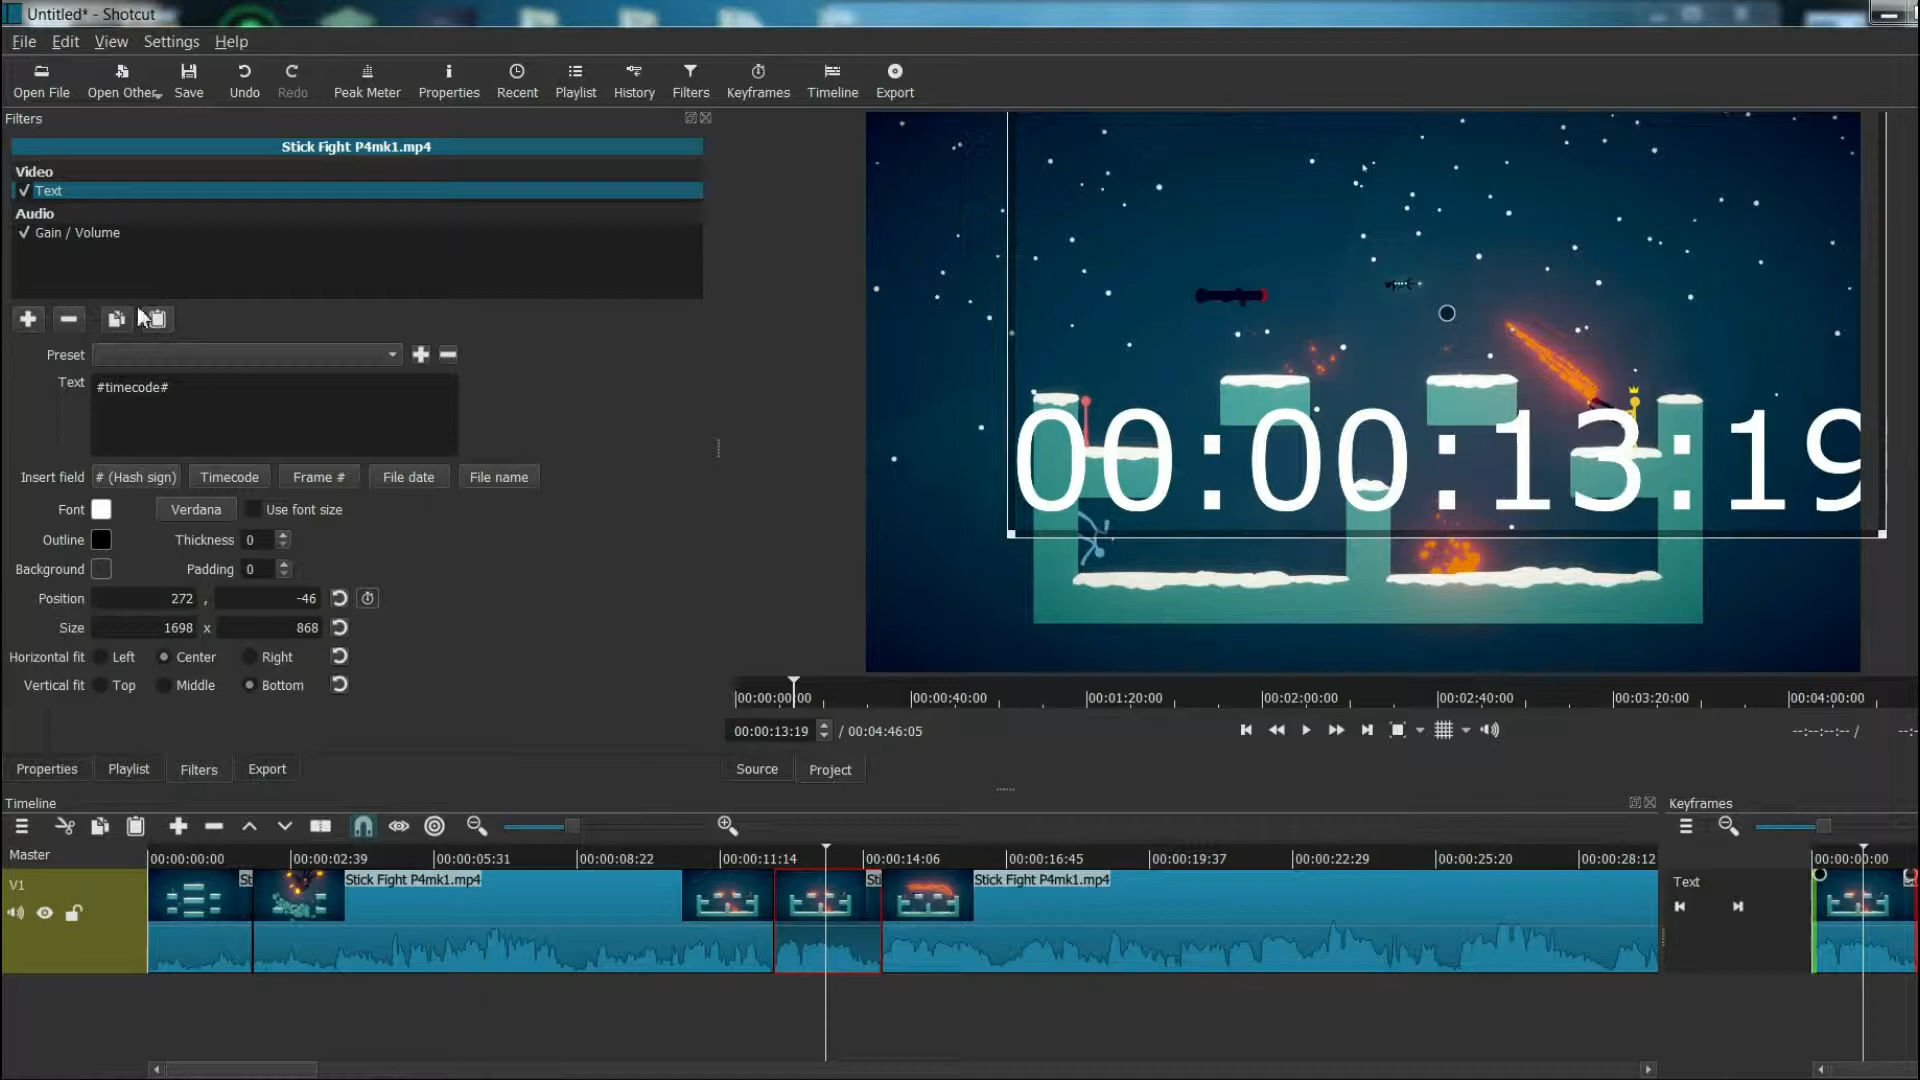 Untitled* - Shotcut
File Edit View Settings Help
Open File Open Other Save Undo Redo Peak Meter Properties Recent Playlist History Filters Keyframes Timeline Export
Filters
Stick Fight P4mk1.mp4
Video
Text
Audio
Gain / Volume
Preset
Text #timecode#
Insert field # (Hash sign) Timecode Frame # File date File name
Font Verdana Use font size
Outline Thickness 0
Background Padding 0
Position 272 , -46
Size 1698 x 868
Horizontal fit Left Center Right
Vertical fit Top Middle Bottom
00:00:13:19
00:00:00:00 00:00:40:00 00:01:20:00 00:02:00:00 00:02:40:00 00:03:20:00 00:04:00:00
00:00:13:19 / 00:04:46:05 --:--:--:-- / --:-
Properties Playlist Filters Export Source Project
Timeline Keyframes
Master 00:00:00:00 00:00:02:39 00:00:05:31 00:00:08:22 00:00:11:14 00:00:14:06 00:00:16:45 00:00:19:37 00:00:22:29 00:00:25:20 00:00:28:12 00:00:00:00
V1 St Stick Fight P4mk1.mp4 Sti Stick Fight P4mk1.mp4 Text